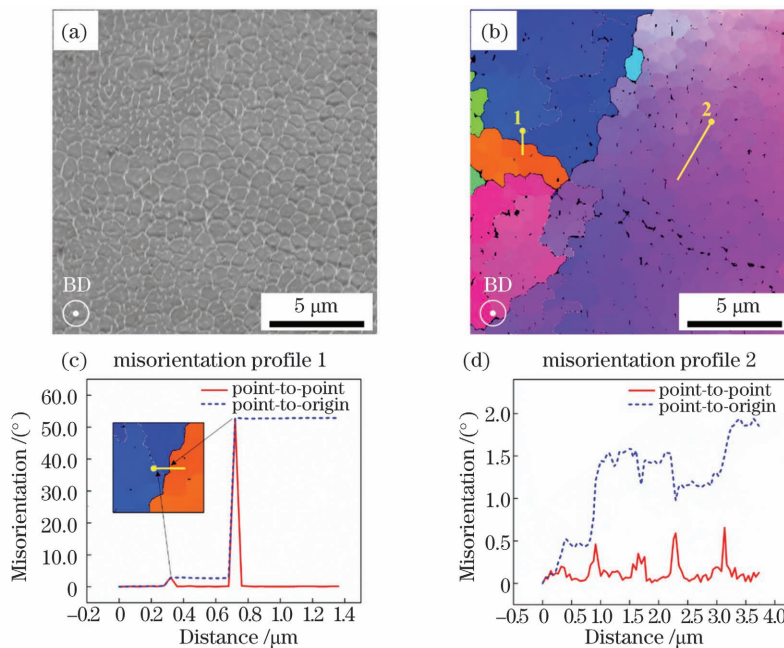 (a)
BD
5 μm
(b)
1
2
BD
5 μm
(c) misorientation profile 1
point-to-point
point-to-origin
Misorientation /(°)
60.0
50.0
40.0
30.0
20.0
10.0
0
−0.2 0 0.2 0.4 0.6 0.8 1.0 1.2 1.4
Distance /μm
(d) misorientation profile 2
point-to-point
point-to-origin
Misorientation /(°)
2.0
1.5
1.0
0.5
0
−0.5 0 0.5 1.0 1.5 2.0 2.5 3.0 3.5 4.0
Distance /μm